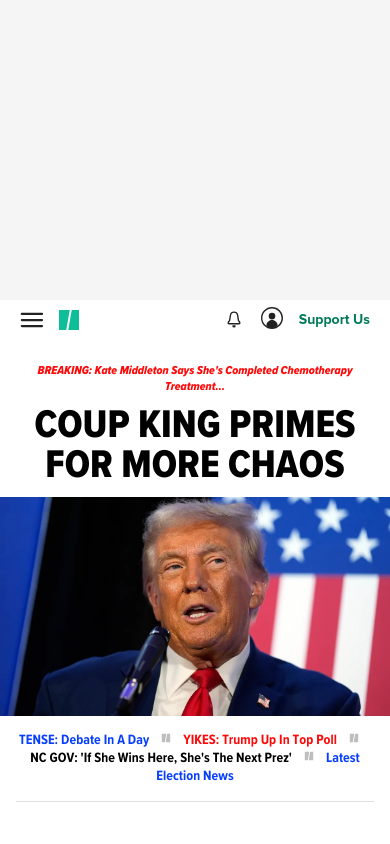 Support Us
BREAKING: Kate Middleton Says She's Completed Chemotherapy
Treatment...
COUP KING PRIMES
FOR MORE CHAOS
TENSE: Debate In A Day
YIKES: Trump Up In Top Poll
NC GOV: 'If She Wins Here, She's The Next Prez'
Latest
Election News